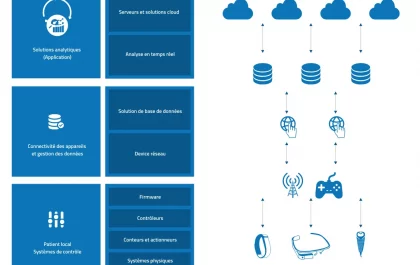 Serveurs et solutions cloud
Solutions analytiques
(Application)
Analyse en temps réel
Solution de base de données
Connectivité des appareils
et gestion des données
Device réseau
Firmware
Contrôleurs
Patient local
Systèmes de contrôle
Conteurs et actionneurs
Systèmes physiques